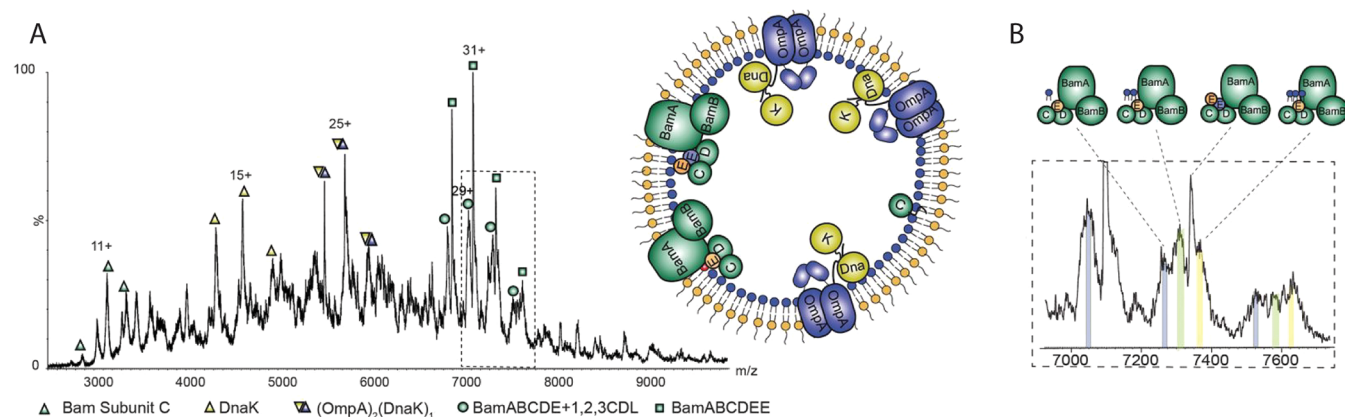 A
100
%
0
11+
15+
25+
29+
31+
3000 4000 5000 6000 7000 8000 9000 m/z
Bam Subunit C DnaK (OmpA)2(DnaK)1 BamABCDE+1,2,3CDL BamABCDEE
OmpA
OmpA
Dna
K
Dna
K
OmpA
OmpA
C
K
Dna
OmpA
OmpA
BamA
BamB
E
E
D
C
BamA
BamB
E
D
C
B
BamA
BamB
E
C D
BamA
BamB
E
C D
BamA
BamB
E
E
C D
BamA
BamB
E
C D
7000 7200 7400 7600